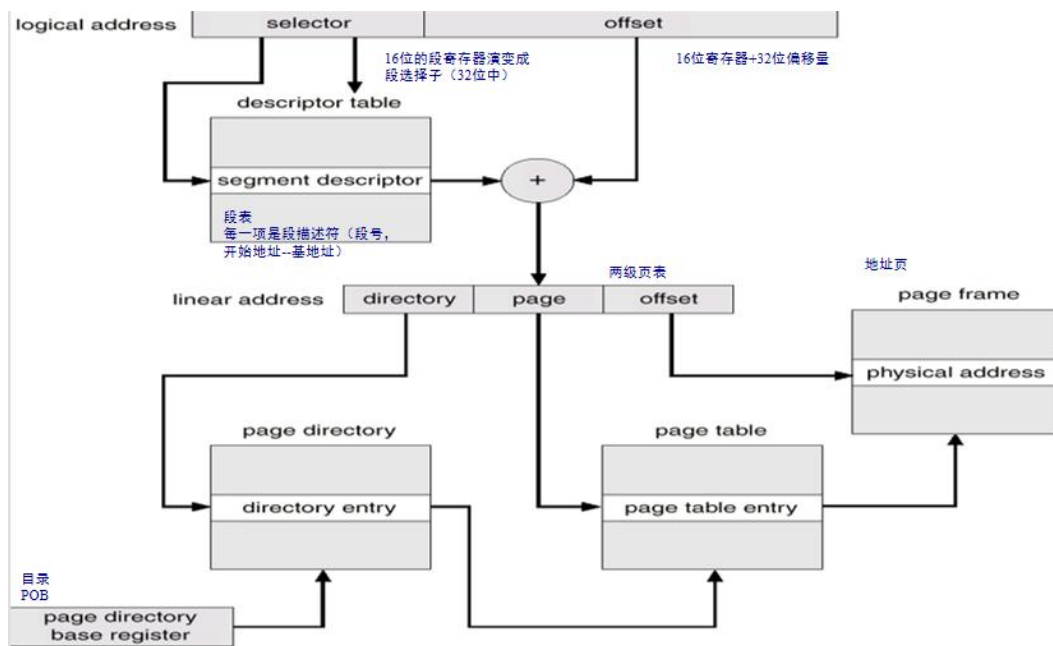 logical address
selector
offset
16位的段寄存器演变成
段选择子（32位中）
16位寄存器+32位偏移量
descriptor table
segment descriptor
+
段表
每一项是段描述符（段号，
开始地址--基地址）
两级页表
地址页
linear address
directory
page
offset
page frame
physical address
page directory
page table
directory entry
page table entry
目录
POB
page directory
base register